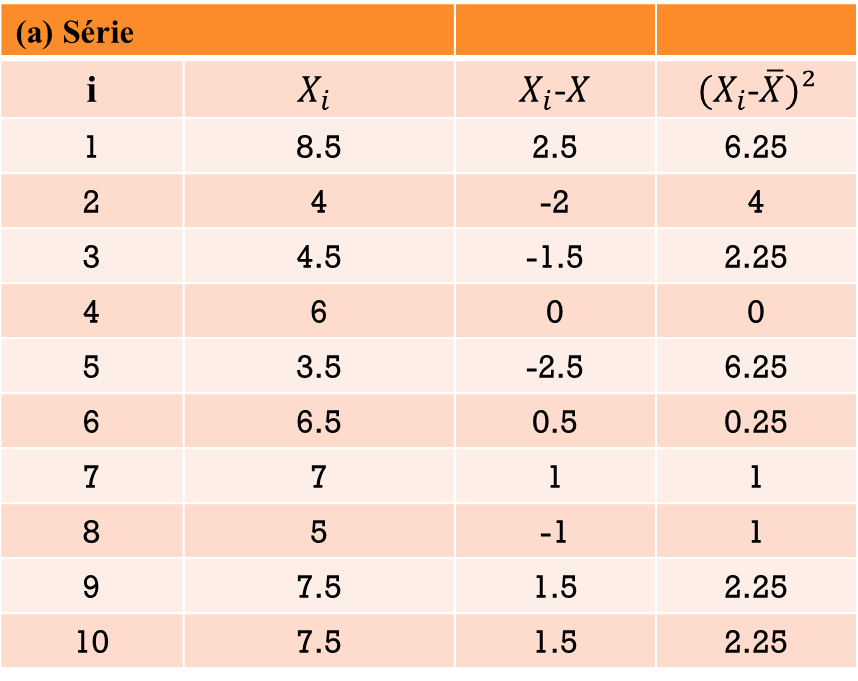 (a) Série
i X_i X_i-X (X_i-X̄)²
1 8.5 2.5 6.25
2 4 -2 4
3 4.5 -1.5 2.25
4 6 0 0
5 3.5 -2.5 6.25
6 6.5 0.5 0.25
7 7 1 1
8 5 -1 1
9 7.5 1.5 2.25
10 7.5 1.5 2.25